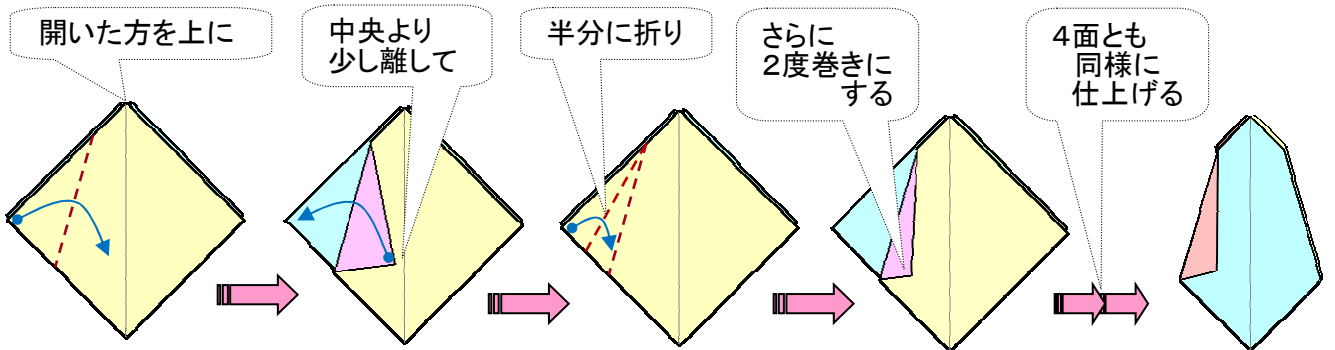 開いた方を上に
中央より
少し離して
半分に折り
さらに
２度巻きに
する
４面とも
同様に
仕上げる